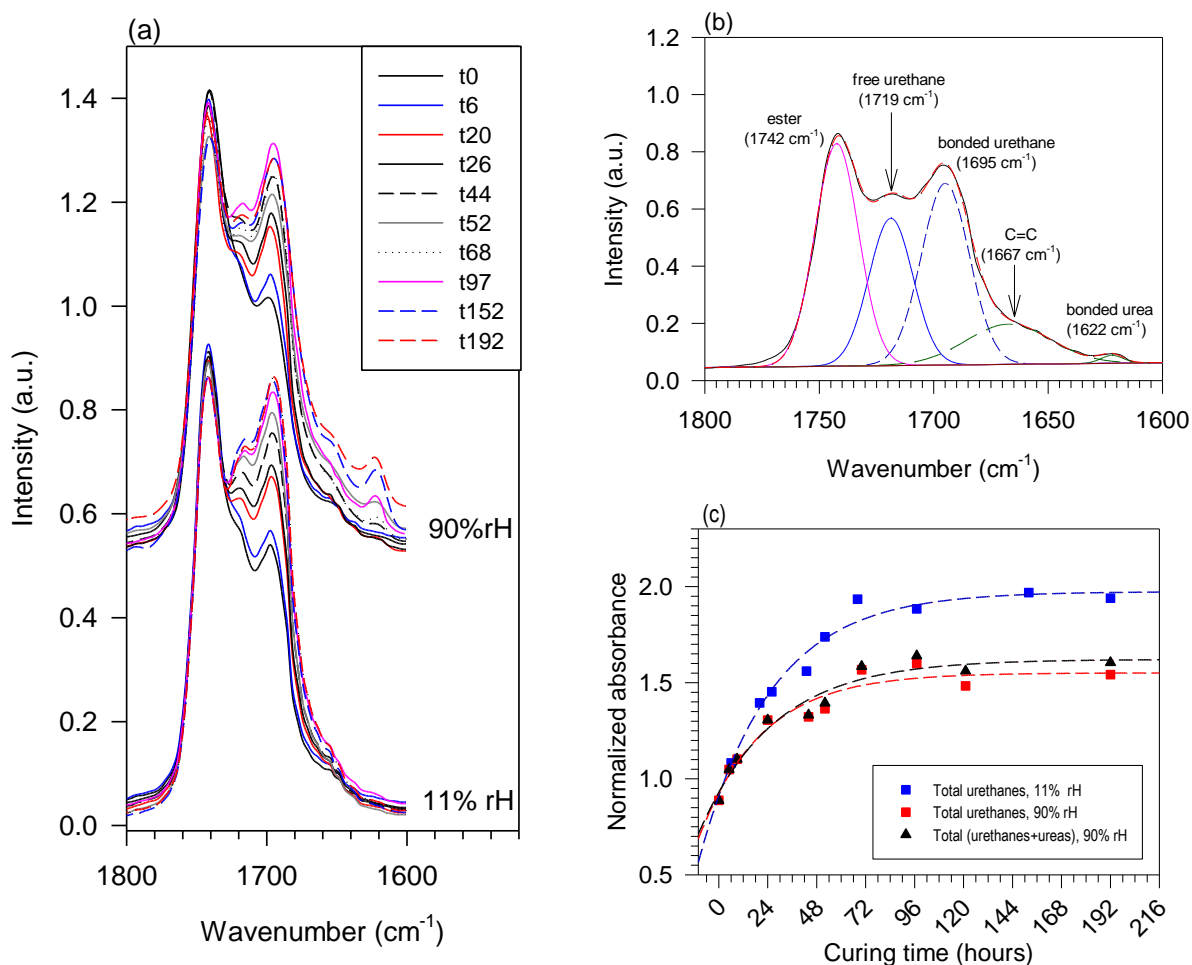 (a)
t0
t6
t20
t26
t44
t52
t68
t97
t152
t192
1.4
1.2
1.0
0.8
0.6
0.4
0.2
0.0
Intensity (a.u.)
90%rH
11% rH
1800 1700 1600
Wavenumber (cm-1)
(b)
1.2
1.0
0.8
0.6
0.4
0.2
0.0
Intensity (a.u.)
free urethane
(1719 cm-1)
ester
(1742 cm-1)
bonded urethane
(1695 cm-1)
C=C
(1667 cm-1)
bonded urea
(1622 cm-1)
1800 1750 1700 1650 1600
Wavenumber (cm-1)
(c)
2.0
1.5
1.0
0.5
Normalized absorbance
Total urethanes, 11% rH
Total urethanes, 90% rH
Total (urethanes+ureas), 90% rH
0 24 48 72 96 120 144 168 192 216
Curing time (hours)